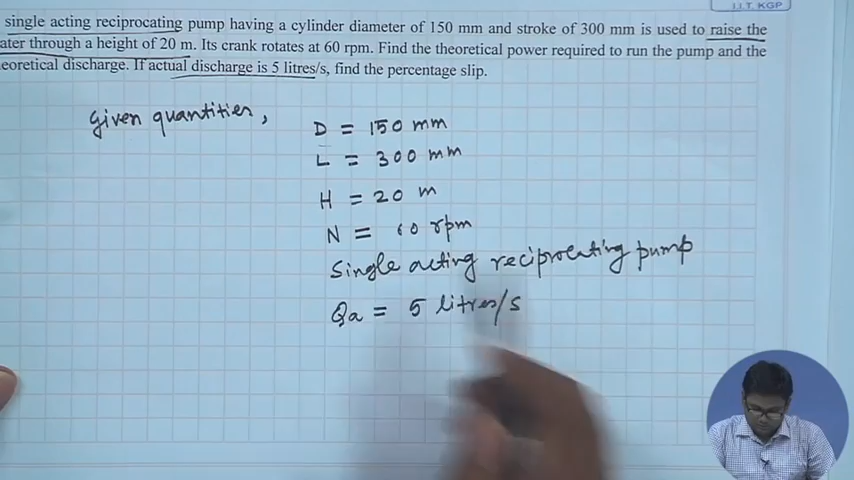 I.I.T. KGP
single acting reciprocating pump having a cylinder diameter of 150 mm and stroke of 300 mm is used to raise the
ater through a height of 20 m. Its crank rotates at 60 rpm. Find the theoretical power required to run the pump and the
eoretical discharge. If actual discharge is 5 litres/s, find the percentage slip.
given quantities,
D = 150 mm
L = 300 mm
H = 20 m
N = 60 rpm
Single acting reciprocating pump
Qa = 5 litres/s